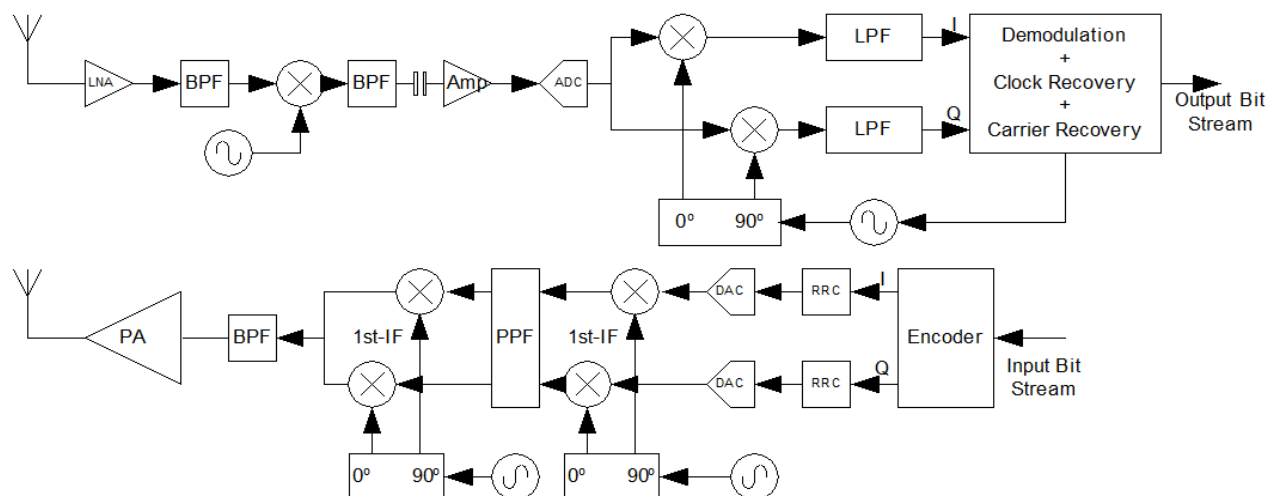 LNA
BPF
BPF
Amp
ADC
LPF
I
Demodulation
+
Clock Recovery
+
Carrier Recovery
Output Bit
Stream
LPF
Q
0º 90º
PA
BPF
1st-IF
PPF
1st-IF
DAC
RRC
I
Encoder
Input Bit
Stream
DAC
RRC
Q
0º 90º
0º 90º